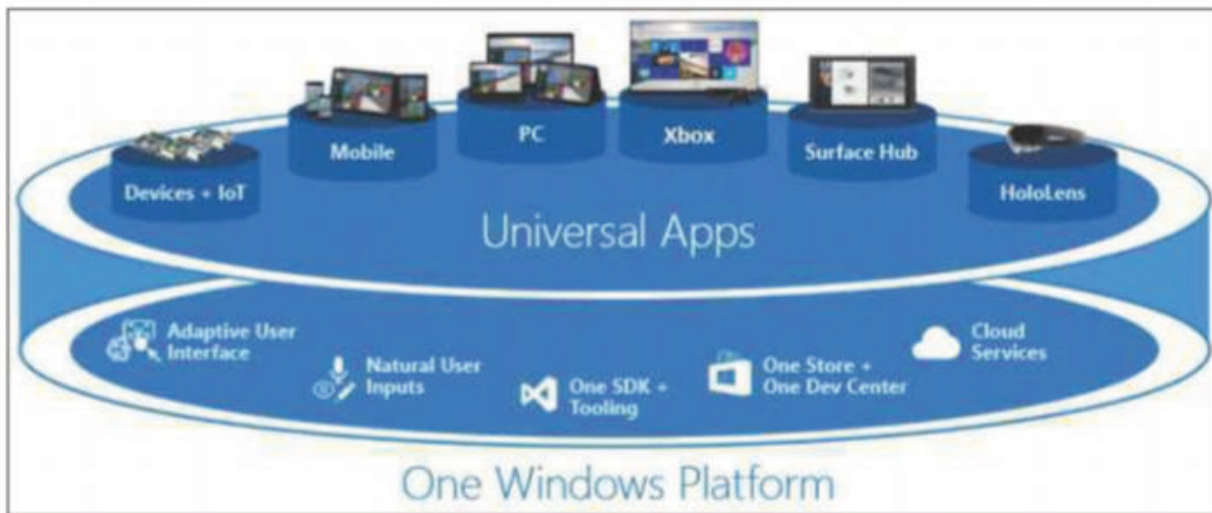 Devices + IoT
Mobile
PC
Xbox
Surface Hub
HoloLens
Universal Apps
Adaptive User
Interface
Natural User
Inputs
One SDK +
Tooling
One Store +
One Dev Center
Cloud
Services
One Windows Platform